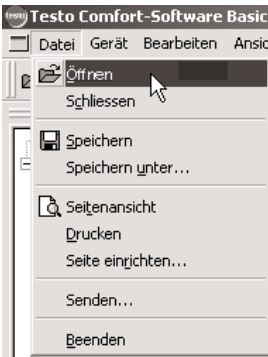 testo Testo Comfort-Software Basic
Datei Gerät Bearbeiten Ansic
Öffnen
Schliessen
Speichern
Speichern unter...
Seitenansicht
Drucken
Seite einrichten...
Senden...
Beenden